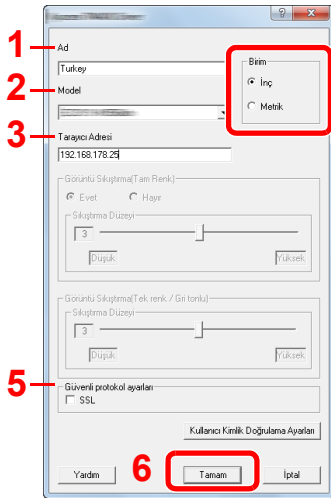 1
Ad
Turkey
Birim
İnç
Metrik
2
Model
3
Tarayıcı Adresi
192.168.178.25
Görüntü Sıkıştırma(Tam Renk)
Evet Hayır
Sıkıştırma Düzeyi
3
Düşük Yüksek
Görüntü Sıkıştırma(Tek renk / Gri tonlu)
Sıkıştırma Düzeyi
3
Düşük Yüksek
5
Güvenli protokol ayarları
SSL
Kullanıcı Kimlik Doğrulama Ayarları
6
Yardım Tamam İptal